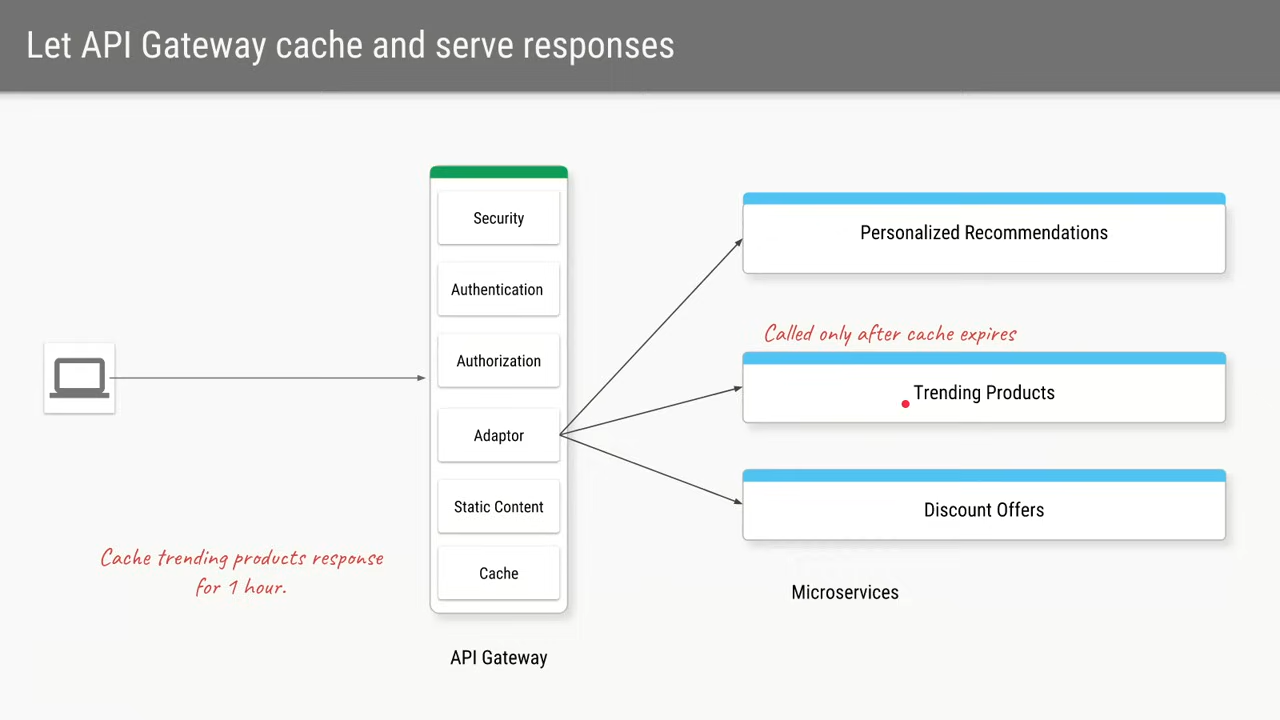 Let API Gateway cache and serve responses
Security
Authentication
Authorization
Adaptor
Static Content
Cache
API Gateway
Cache trending products response
for 1 hour.
Personalized Recommendations
Called only after cache expires
Trending Products
Discount Offers
Microservices